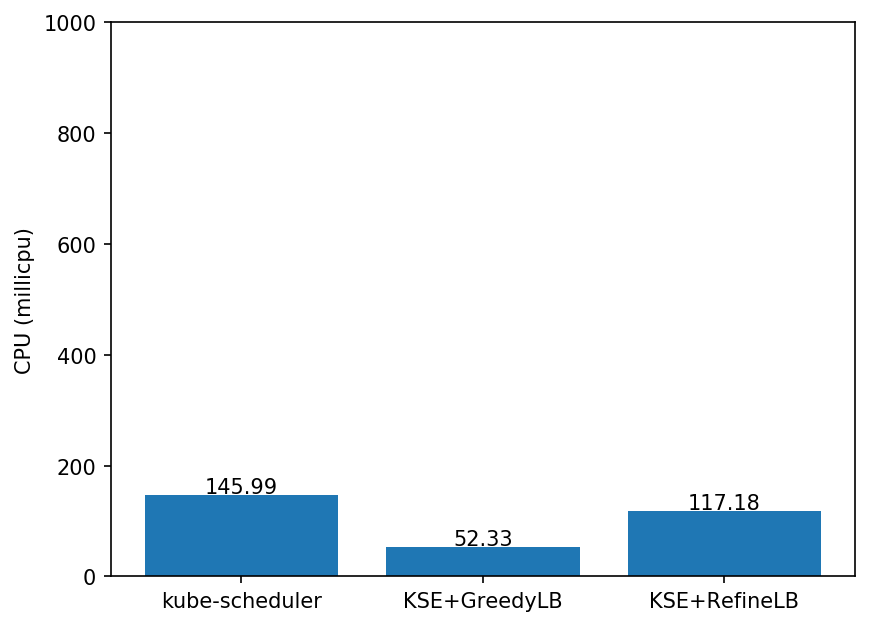 1000
800
600
400
200
0
CPU (millicpu)
145.99
52.33
117.18
kube-scheduler
KSE+GreedyLB
KSE+RefineLB